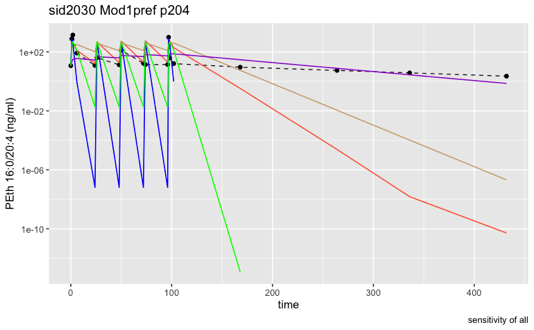 sid2030 Mod1pref p204
PEth 16:0/20:4 (ng/ml)
1e+02
1e-02
1e-06
1e-10
0
100
200
300
400
time
sensitivity of all